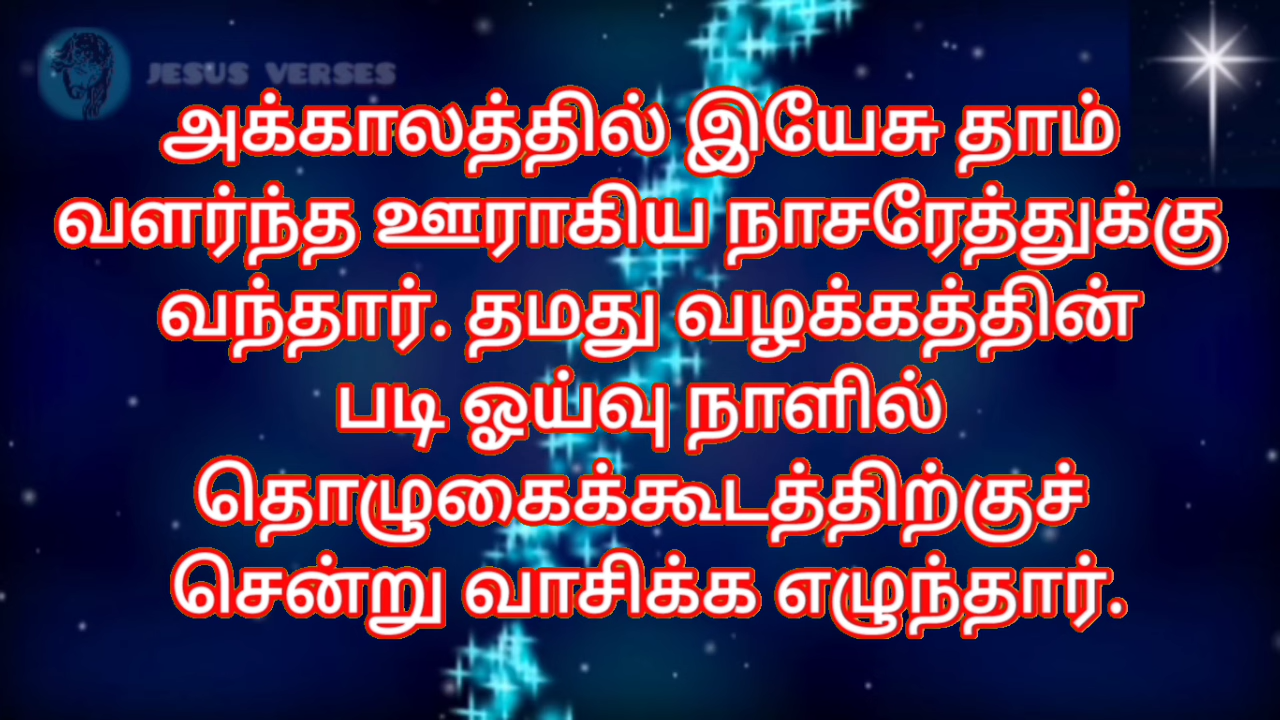 JESUS VERSES
அக்காலத்தில் இயேசு தாம்
வளர்ந்த ஊராகிய நாசரேத்துக்கு
வந்தார். தமது வழக்கத்தின்
படி ஓய்வு நாளில்
தொழுகைக்கூடத்திற்குச்
சென்று வாசிக்க எழுந்தார்.